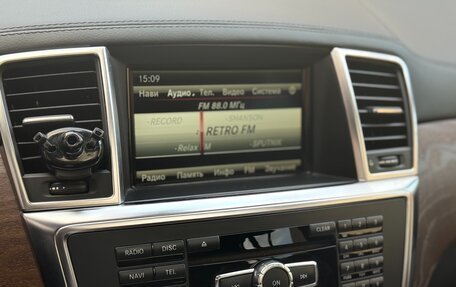 15:09
Нави Аудио Тел. Видео Система
FM 88.0 МГц
RECORD SHANSON
RETRO FM
Relax FM SPUTNIK
Радио Память Инфо FM Звучание
RADIO DISC
NAVI TEL
CLEAR
ON